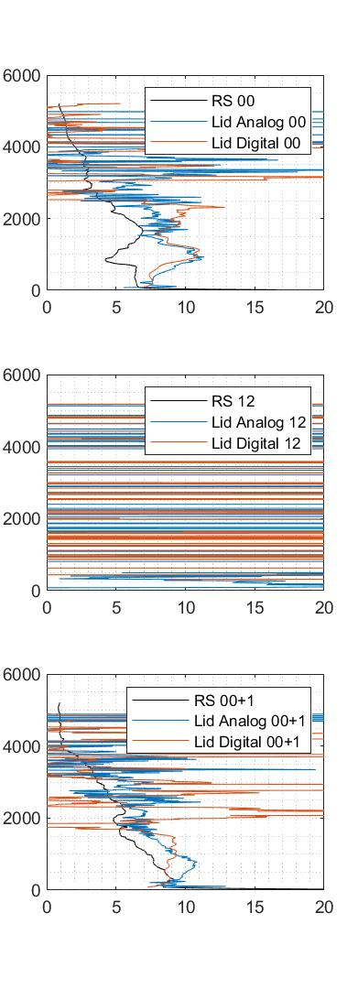 6000
RS 00
Lid Analog 00
Lid Digital 00
4000
2000
0
0 5 10 15 20
6000
RS 12
Lid Analog 12
Lid Digital 12
4000
2000
0
0 5 10 15 20
6000
RS 00+1
Lid Analog 00+1
Lid Digital 00+1
4000
2000
0
0 5 10 15 20